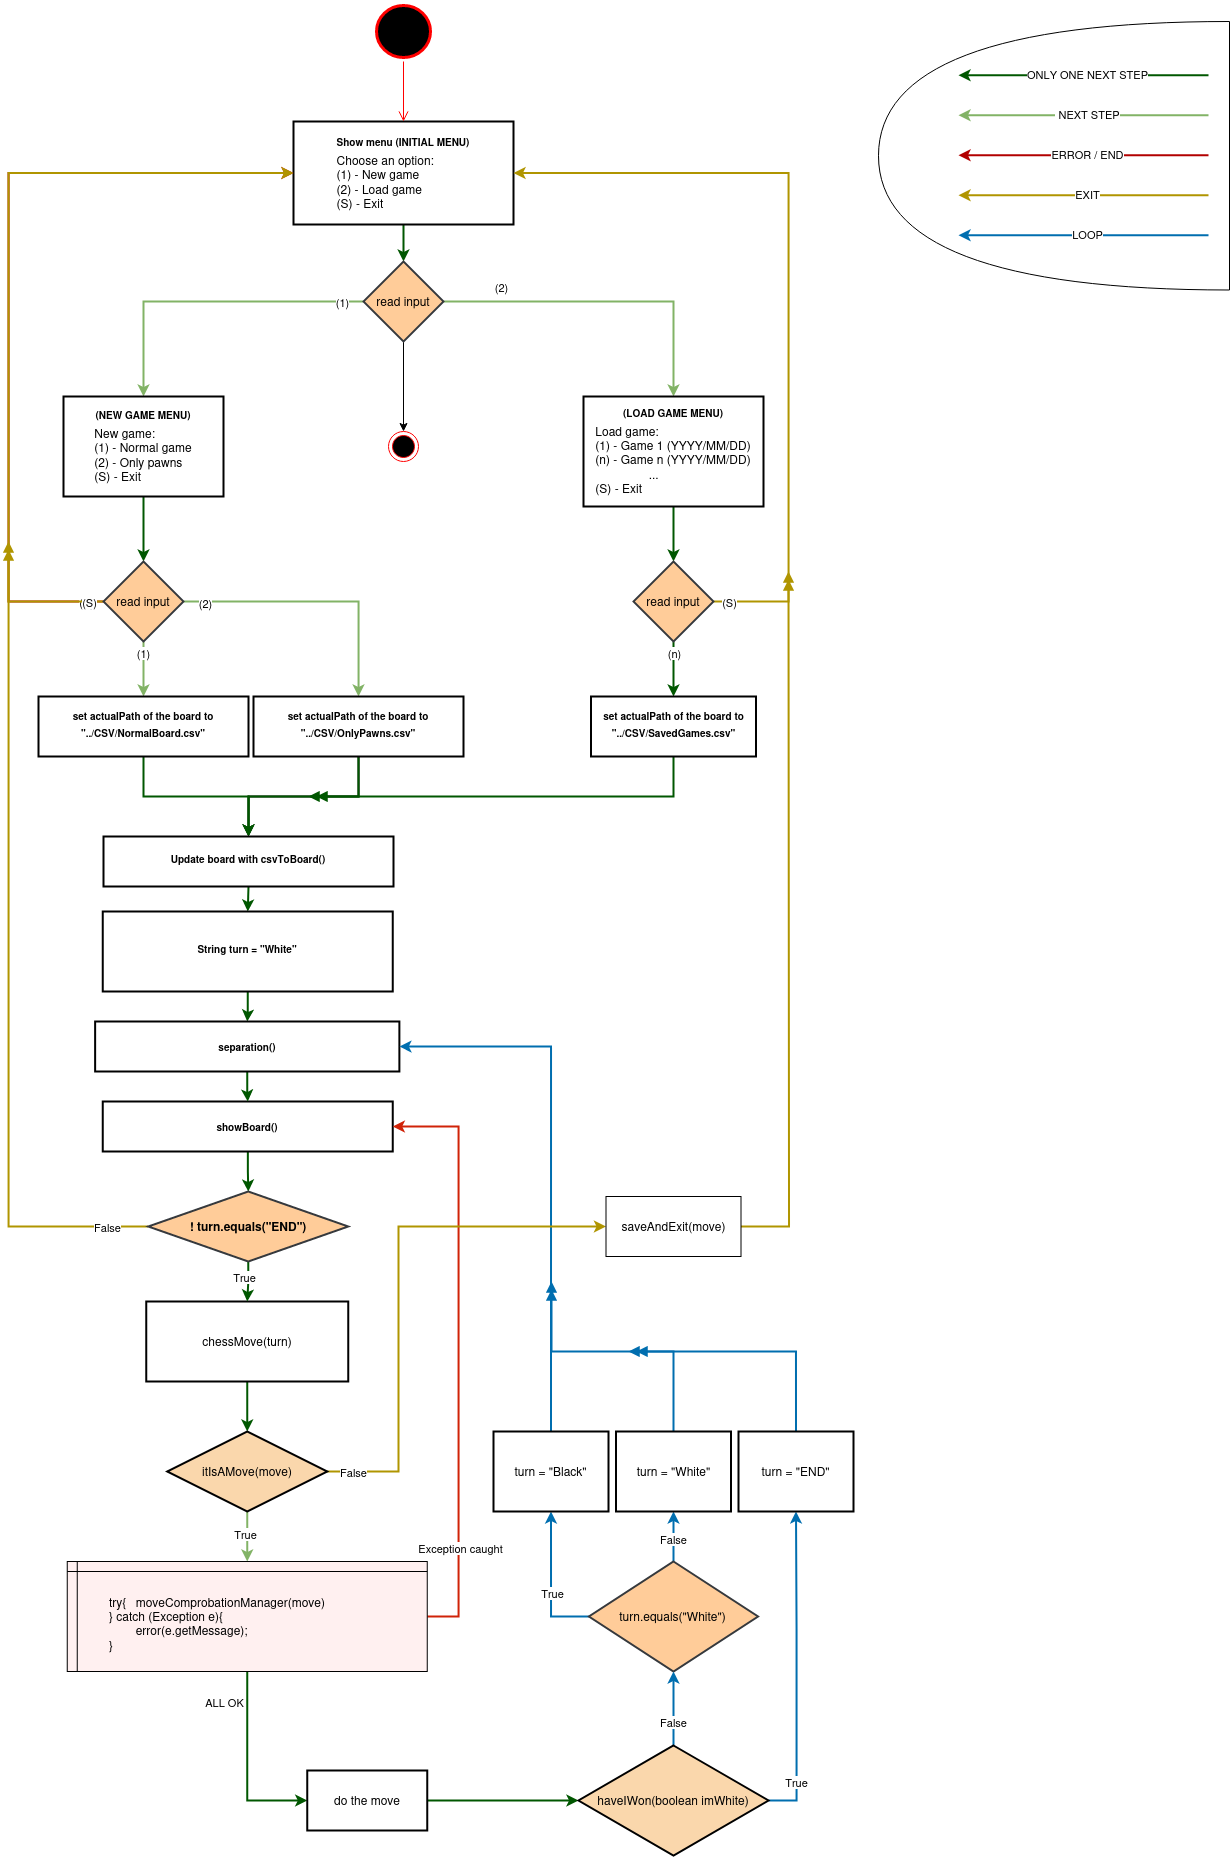 ONLY ONE NEXT STEP
NEXT STEP
ERROR / END
EXIT
LOOP
Show menu (INITIAL MENU)
Choose an option:
(1) - New game
(2) - Load game
(S) - Exit
read input
(1)
(2)
(NEW GAME MENU)
New game:
(1) - Normal game
(2) - Only pawns
(S) - Exit
(LOAD GAME MENU)
Load game:
(1) - Game 1 (YYYY/MM/DD)
(n) - Game n (YYYY/MM/DD)
...
(S) - Exit
((S)
read input
(2)
(1)
read input
(S)
(n)
set actualPath of the board to
"../CSV/NormalBoard.csv"
set actualPath of the board to
"../CSV/OnlyPawns.csv"
set actualPath of the board to
"../CSV/SavedGames.csv"
Update board with csvToBoard()
String turn = "White"
separation()
showBoard()
False
! turn.equals("END")
saveAndExit(move)
True
chessMove(turn)
itIsAMove(move)
False
turn = "Black"
turn = "White"
turn = "END"
True
Exception caught
False
try{ moveComprobationManager(move)
} catch (Exception e){
error(e.getMessage);
}
True
turn.equals("White")
ALL OK
False
True
do the move
haveIWon(boolean imWhite)